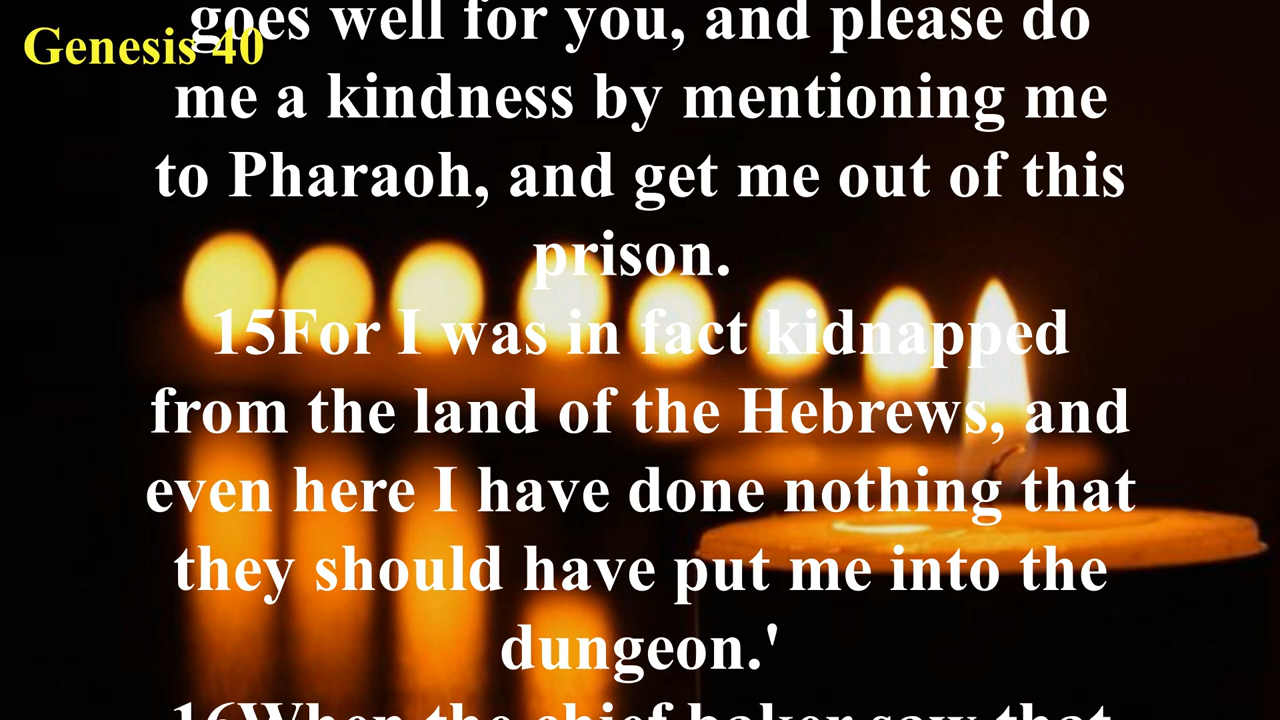 Genesis 40
goes well for you, and please do
me a kindness by mentioning me
to Pharaoh, and get me out of this
prison.
15For I was in fact kidnapped
from the land of the Hebrews, and
even here I have done nothing that
they should have put me into the
dungeon.'
16When the chief baker saw that